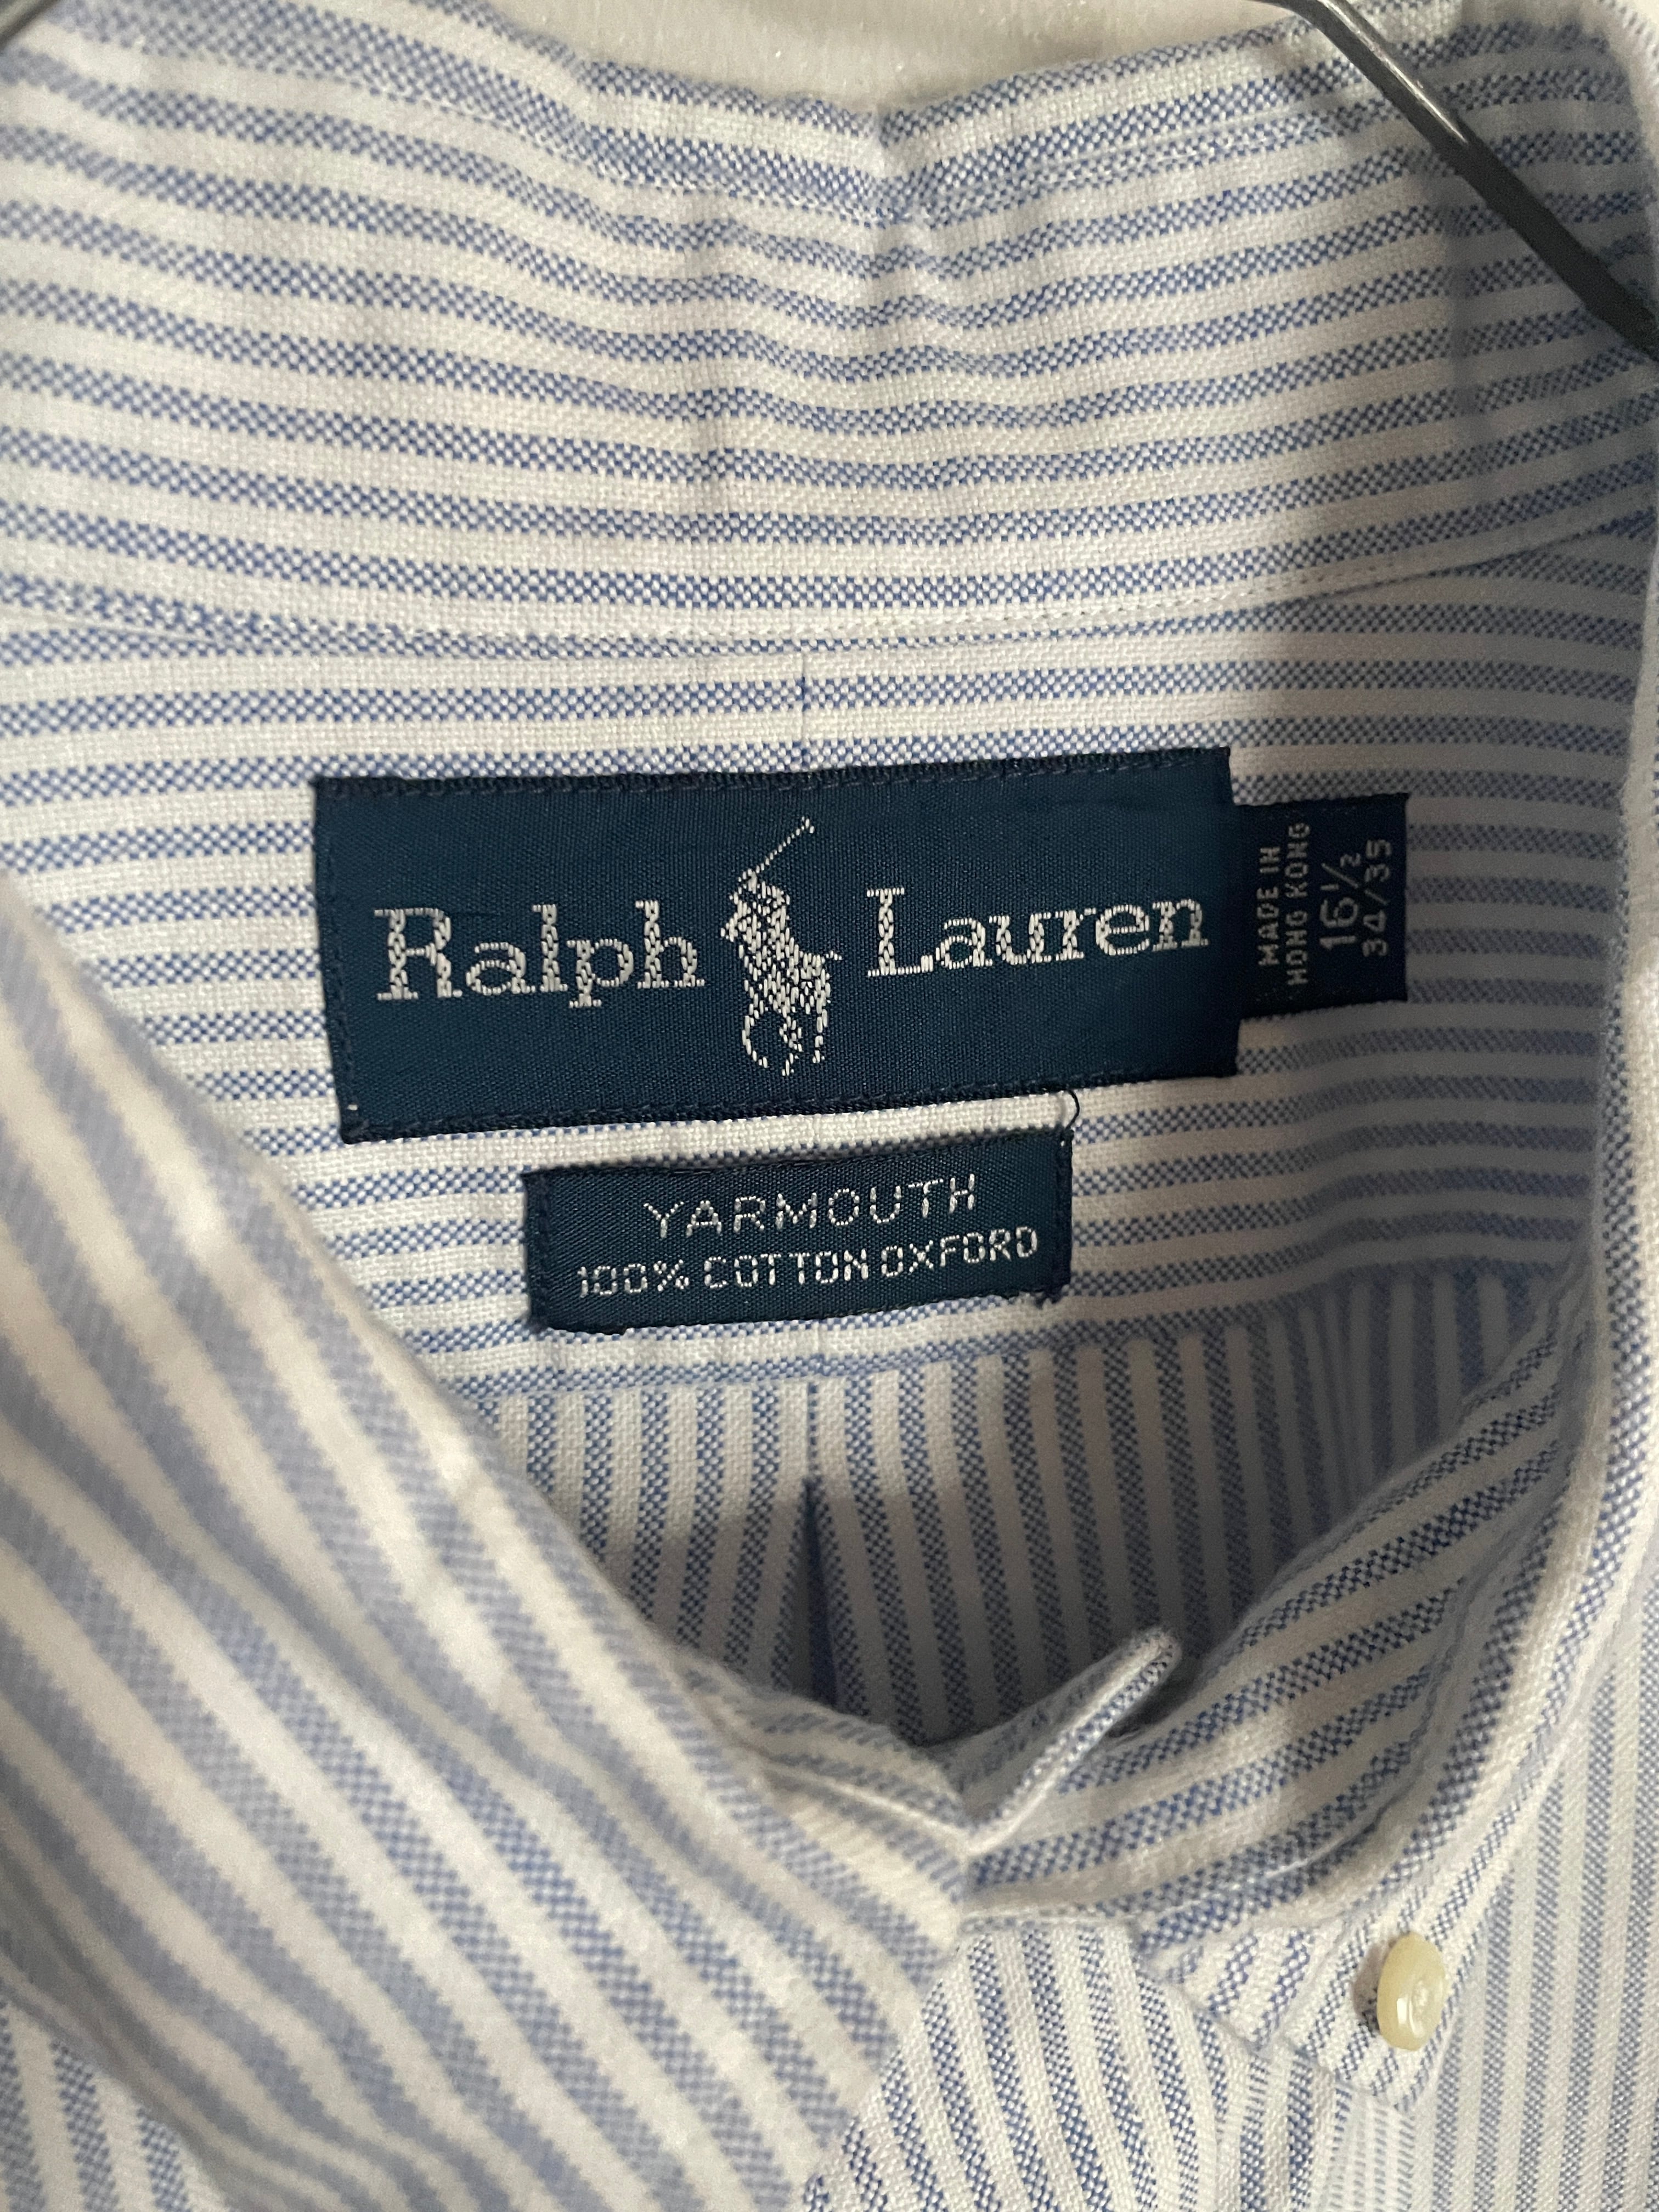 Ralph Lauren
MADE IN
HONG KONG
16½
34/35
YARMOUTH
100% COTTON OXFORD